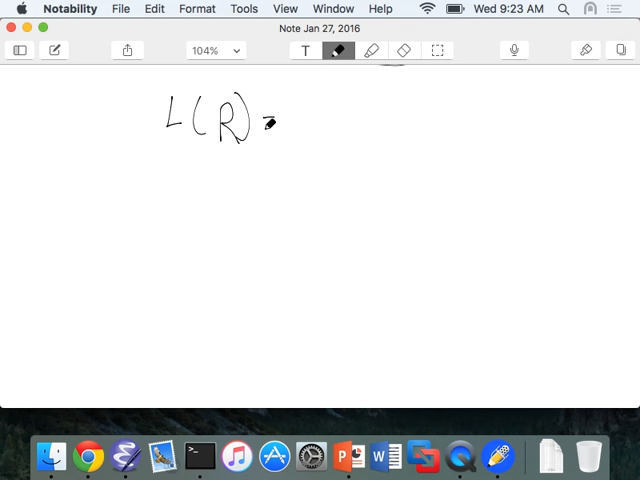 Notability File Edit Format Tools View Window Help Wed 9:23 AM
Note Jan 27, 2016
104% T
L(R) =
>_
P W